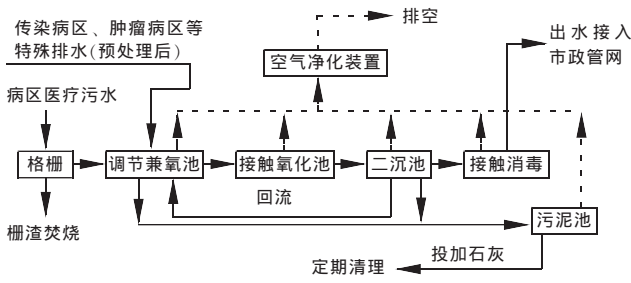 传染病区、肿瘤病区等
特殊排水(预处理后)
排空
出水接入
市政管网
空气净化装置
病区医疗污水
格栅
调节兼氧池
接触氧化池
二沉池
接触消毒
回流
栅渣焚烧
污泥池
投加石灰
定期清理